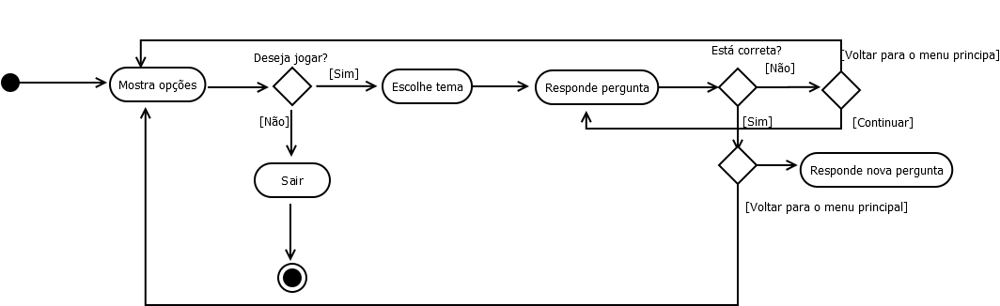 Está correta?
[Voltar para o menu principa]
Deseja jogar?
[Sim]
[Não]
Mostra opções
Escolhe tema
Responde pergunta
[Não]
[Sim]
[Continuar]
Sair
Responde nova pergunta
[Voltar para o menu principal]